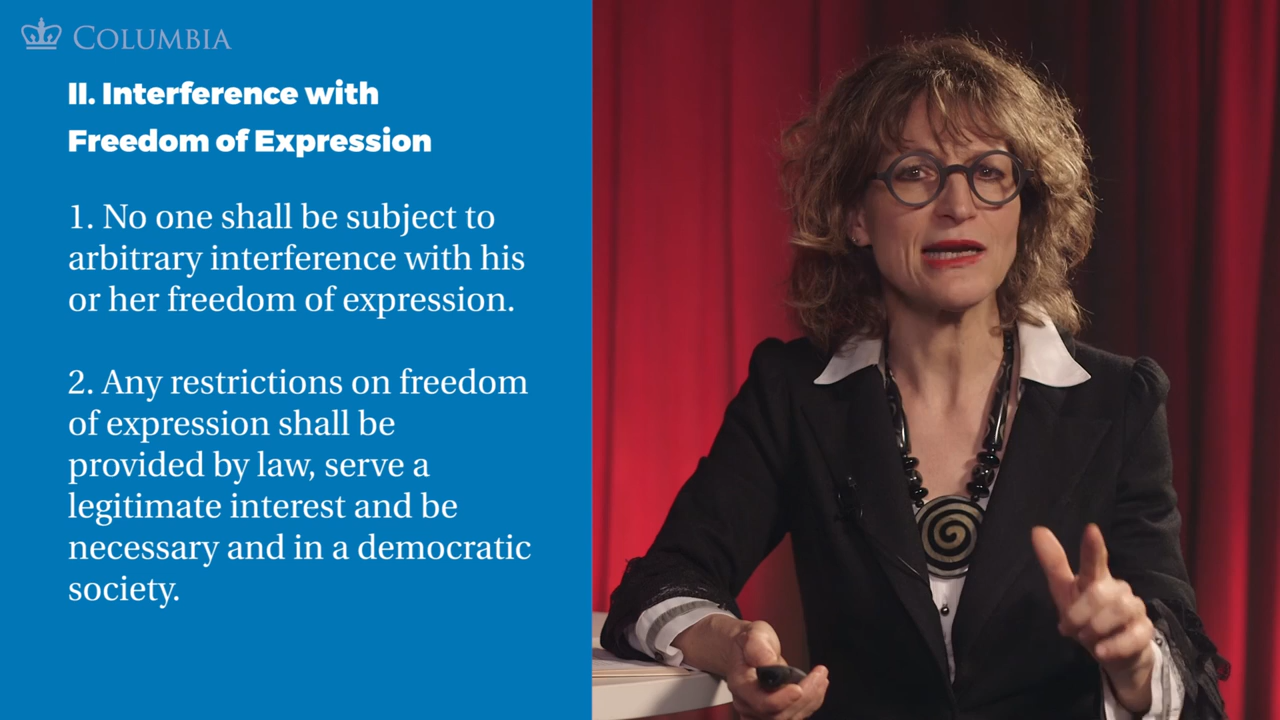 COLUMBIA
II. Interference with
Freedom of Expression
1. No one shall be subject to
arbitrary interference with his
or her freedom of expression.
2. Any restrictions on freedom
of expression shall be
provided by law, serve a
legitimate interest and be
necessary and in a democratic
society.